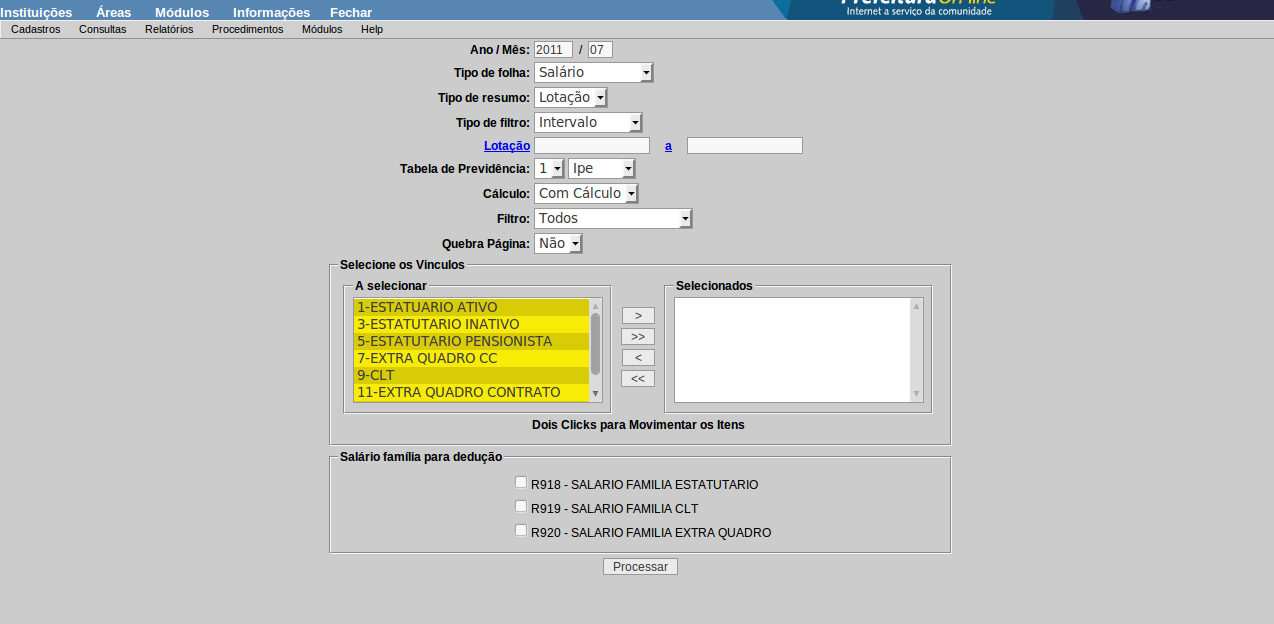 Instituições Áreas Módulos Informações Fechar
PrefeituraOn-line
Internet a serviço da comunidade
Cadastros Consultas Relatórios Procedimentos Módulos Help
Ano / Mês: 2011 / 07
Tipo de folha: Salário
Tipo de resumo: Lotação
Tipo de filtro: Intervalo
Lotação a
Tabela de Previdência: 1 Ipe
Cálculo: Com Cálculo
Filtro: Todos
Quebra Página: Não
Selecione os Vinculos
A selecionar
1-ESTATUARIO ATIVO
3-ESTATUTARIO INATIVO
5-ESTATUTARIO PENSIONISTA
7-EXTRA QUADRO CC
9-CLT
11-EXTRA QUADRO CONTRATO
>
>>
<
<<
Selecionados
Dois Clicks para Movimentar os Itens
Salário família para dedução
R918 - SALARIO FAMILIA ESTATUTARIO
R919 - SALARIO FAMILIA CLT
R920 - SALARIO FAMILIA EXTRA QUADRO
Processar